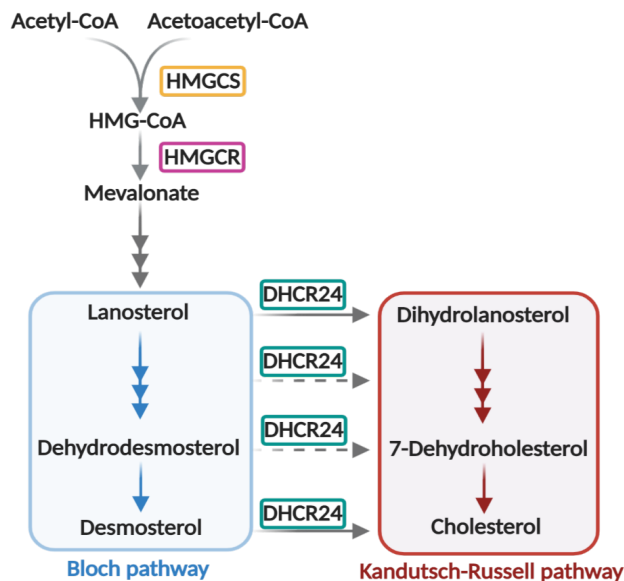 Acetyl-CoA Acetoacetyl-CoA
HMGCS
HMG-CoA
HMGCR
Mevalonate
DHCR24
Lanosterol Dihydrolanosterol
DHCR24
DHCR24
Dehydrodesmosterol 7-Dehydroholesterol
DHCR24
Desmosterol Cholesterol
Bloch pathway Kandutsch-Russell pathway